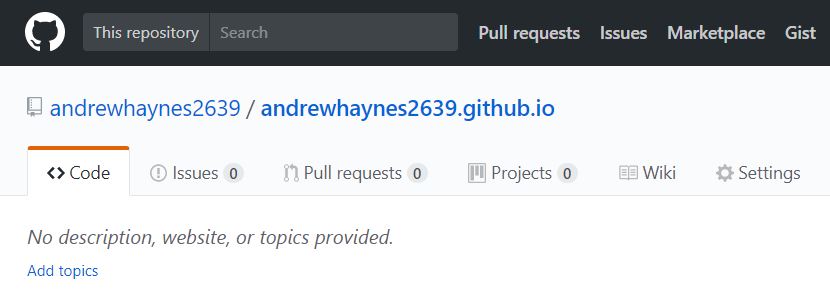 This repository Search Pull requests Issues Marketplace Gist
andrewhaynes2639 / andrewhaynes2639.github.io
<> Code Issues 0 Pull requests 0 Projects 0 Wiki Settings
No description, website, or topics provided.
Add topics